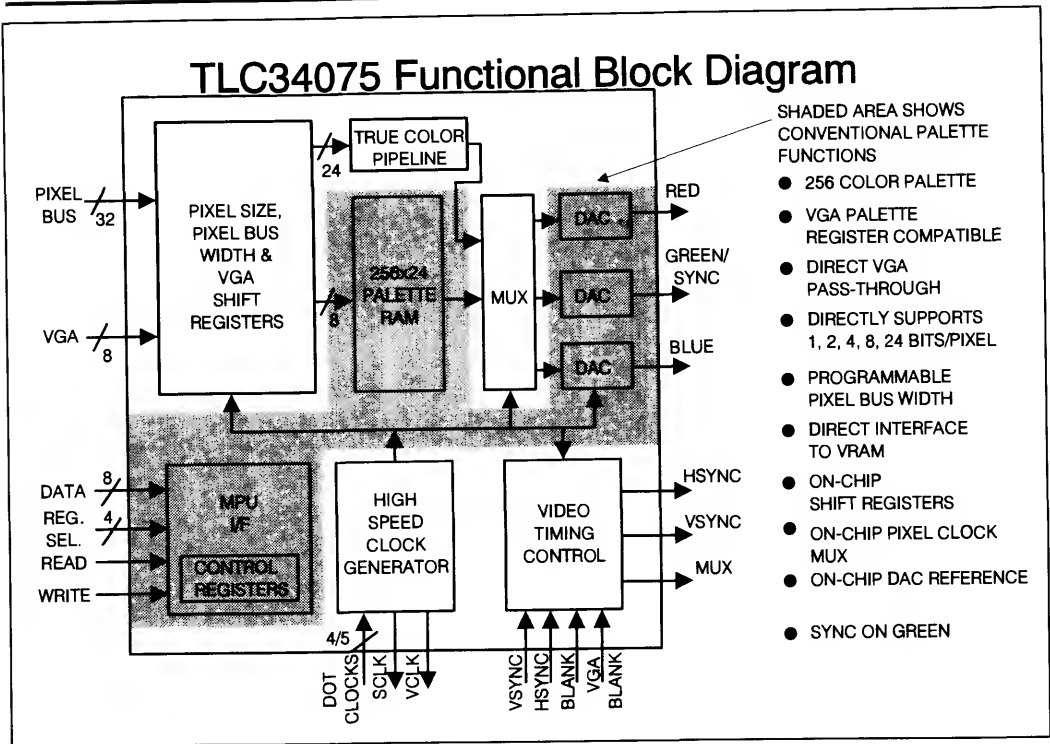 TLC34075 Functional Block Diagram
SHADED AREA SHOWS
CONVENTIONAL PALETTE
FUNCTIONS
TRUE COLOR
PIPELINE
24
PIXEL
BUS
32
PIXEL SIZE,
PIXEL BUS
WIDTH &
VGA
SHIFT
REGISTERS
VGA
8
8
256x24
PALETTE
RAM
MUX
DAC
DAC
DAC
RED
GREEN/
SYNC
BLUE
● 256 COLOR PALETTE
● VGA PALETTE
REGISTER COMPATIBLE
● DIRECT VGA
PASS-THROUGH
● DIRECTLY SUPPORTS
1, 2, 4, 8, 24 BITS/PIXEL
● PROGRAMMABLE
PIXEL BUS WIDTH
● DIRECT INTERFACE
TO VRAM
● ON-CHIP
SHIFT REGISTERS
● ON-CHIP PIXEL CLOCK
MUX
● ON-CHIP DAC REFERENCE
● SYNC ON GREEN
DATA
8
REG.
SEL.
4
READ
WRITE
MPU
I/F
CONTROL
REGISTERS
HIGH
SPEED
CLOCK
GENERATOR
VIDEO
TIMING
CONTROL
HSYNC
VSYNC
MUX
4/5
DOT
CLOCKS
SCLK
VCLK
VSYNC
HSYNC
BLANK
VGA
BLANK